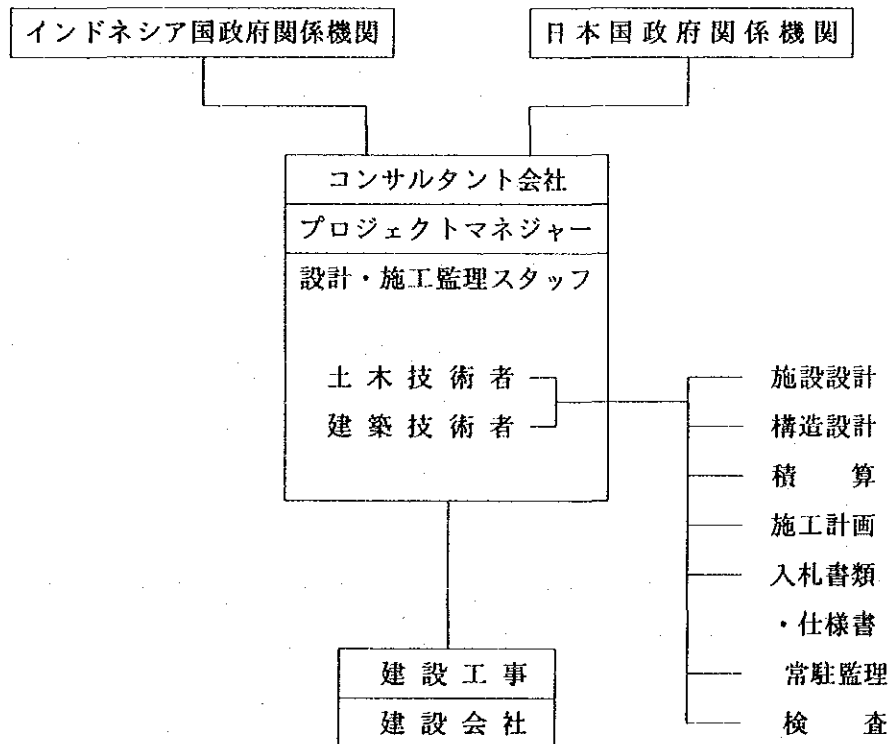 インドネシア国政府関係機関
日本国政府関係機関
コンサルタント会社
プロジェクトマネジャー
設計・施工監理スタッフ
土木技術者
建築技術者
施設設計
構造設計
積　算
施工計画
入札書類
・仕様書
常駐監理
検　査
建設工事
建設会社